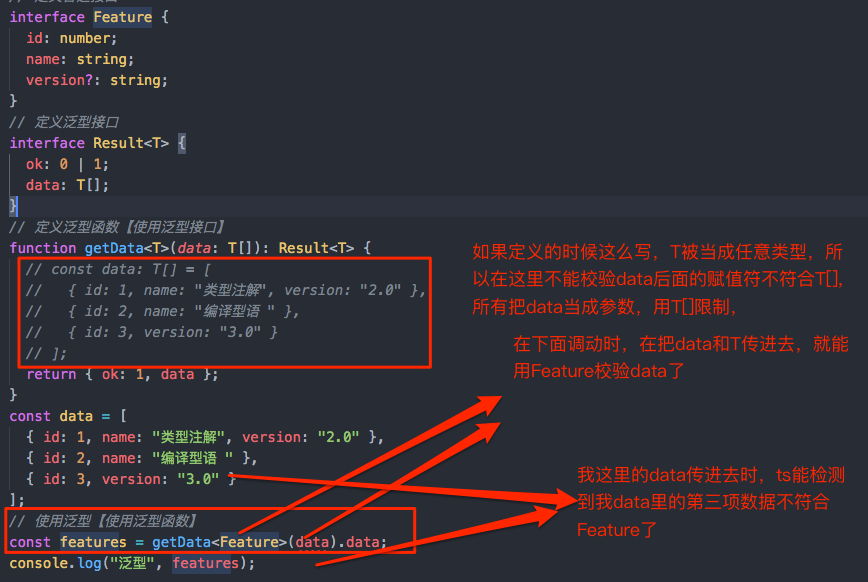 interface Feature {
id: number;
name: string;
version?: string;
}
// 定义泛型接口
interface Result<T> {
ok: 0 | 1;
data: T[];
}
// 定义泛型函数【使用泛型接口】
function getData<T>(data: T[]): Result<T> {
// const data: T[] = [
//   { id: 1, name: "类型注解", version: "2.0" },
//   { id: 2, name: "编译型语 " },
//   { id: 3, version: "3.0" }
// ];
return { ok: 1, data };
}
const data = [
{ id: 1, name: "类型注解", version: "2.0" },
{ id: 2, name: "编译型语 " },
{ id: 3, version: "3.0" }
];
// 使用泛型【使用泛型函数】
const features = getData<Feature>(data).data;
console.log("泛型", features);
如果定义的时候这么写，T被当成任意类型，所
以在这里不能校验data后面的赋值符不符合T[],
所有把data当成参数，用T[]限制，
在下面调动时，在把data和T传进去，就能
用Feature校验data了
我这里的data传进去时，ts能检测
到我data里的第三项数据不符合
Feature了